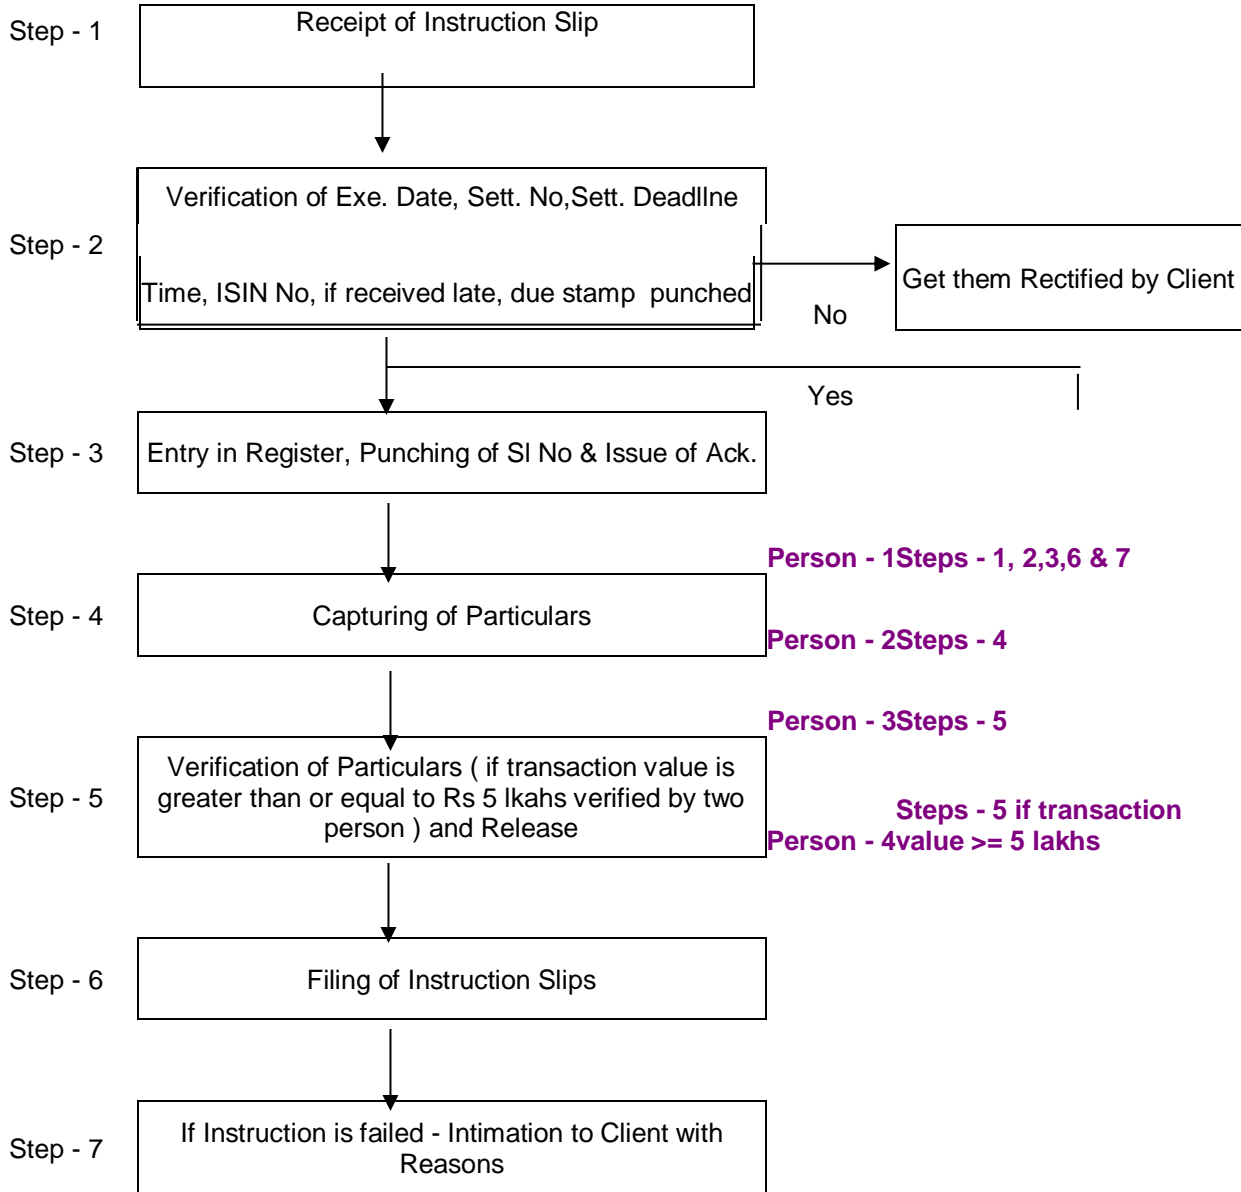 Step - 1
Receipt of Instruction Slip
Verification of Exe. Date, Sett. No,Sett. Deadllne
Step - 2
Time, ISIN No, if received late, due stamp punched
Get them Rectified by Client
No
Yes
Step - 3
Entry in Register, Punching of Sl No & Issue of Ack.
Person - 1Steps - 1, 2,3,6 & 7
Step - 4
Capturing of Particulars
Person - 2Steps - 4
Person - 3Steps - 5
Step - 5
Verification of Particulars ( if transaction value is
greater than or equal to Rs 5 lkahs verified by two
person ) and Release
Steps - 5 if transaction
Person - 4value >= 5 lakhs
Step - 6
Filing of Instruction Slips
Step - 7
If Instruction is failed - Intimation to Client with
Reasons